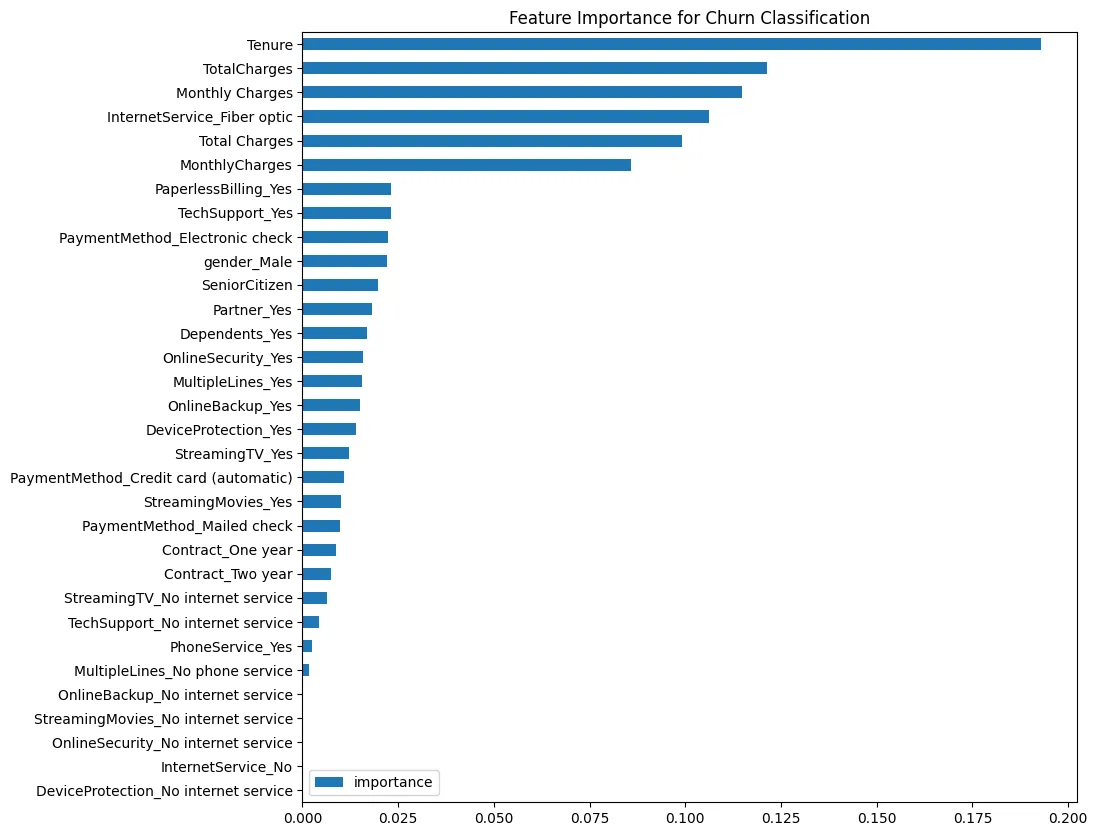 Feature Importance for Churn Classification
Tenure
TotalCharges
Monthly Charges
InternetService_Fiber optic
Total Charges
MonthlyCharges
PaperlessBilling_Yes
TechSupport_Yes
PaymentMethod_Electronic check
gender_Male
SeniorCitizen
Partner_Yes
Dependents_Yes
OnlineSecurity_Yes
MultipleLines_Yes
OnlineBackup_Yes
DeviceProtection_Yes
StreamingTV_Yes
PaymentMethod_Credit card (automatic)
StreamingMovies_Yes
PaymentMethod_Mailed check
Contract_One year
Contract_Two year
StreamingTV_No internet service
TechSupport_No internet service
PhoneService_Yes
MultipleLines_No phone service
OnlineBackup_No internet service
StreamingMovies_No internet service
OnlineSecurity_No internet service
InternetService_No
DeviceProtection_No internet service
importance
0.000 0.025 0.050 0.075 0.100 0.125 0.150 0.175 0.200